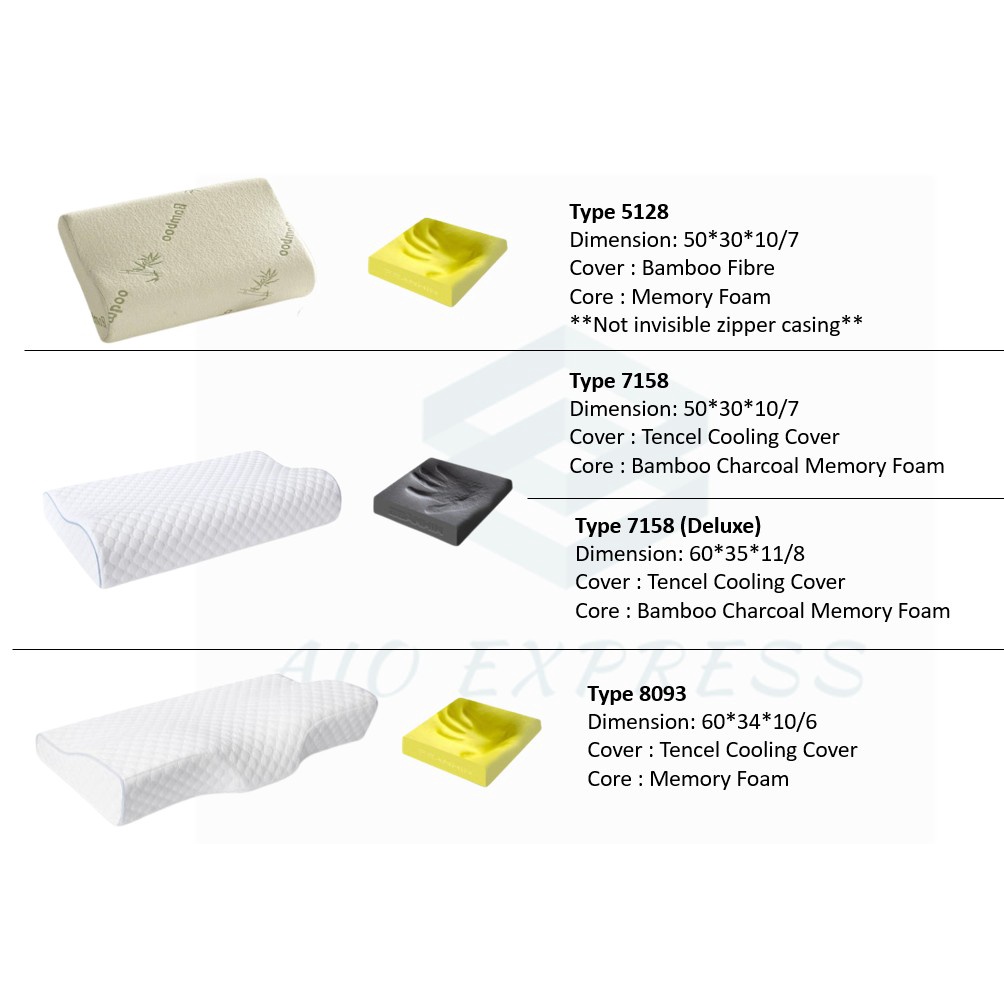 Bamboo
Bamboo
Type 5128
Dimension: 50*30*10/7
Cover : Bamboo Fibre
Core : Memory Foam
**Not invisible zipper casing**
Type 7158
Dimension: 50*30*10/7
Cover : Tencel Cooling Cover
Core : Bamboo Charcoal Memory Foam
Type 7158 (Deluxe)
Dimension: 60*35*11/8
Cover : Tencel Cooling Cover
Core : Bamboo Charcoal Memory Foam
AIO EXPRESS
Type 8093
Dimension: 60*34*10/6
Cover : Tencel Cooling Cover
Core : Memory Foam